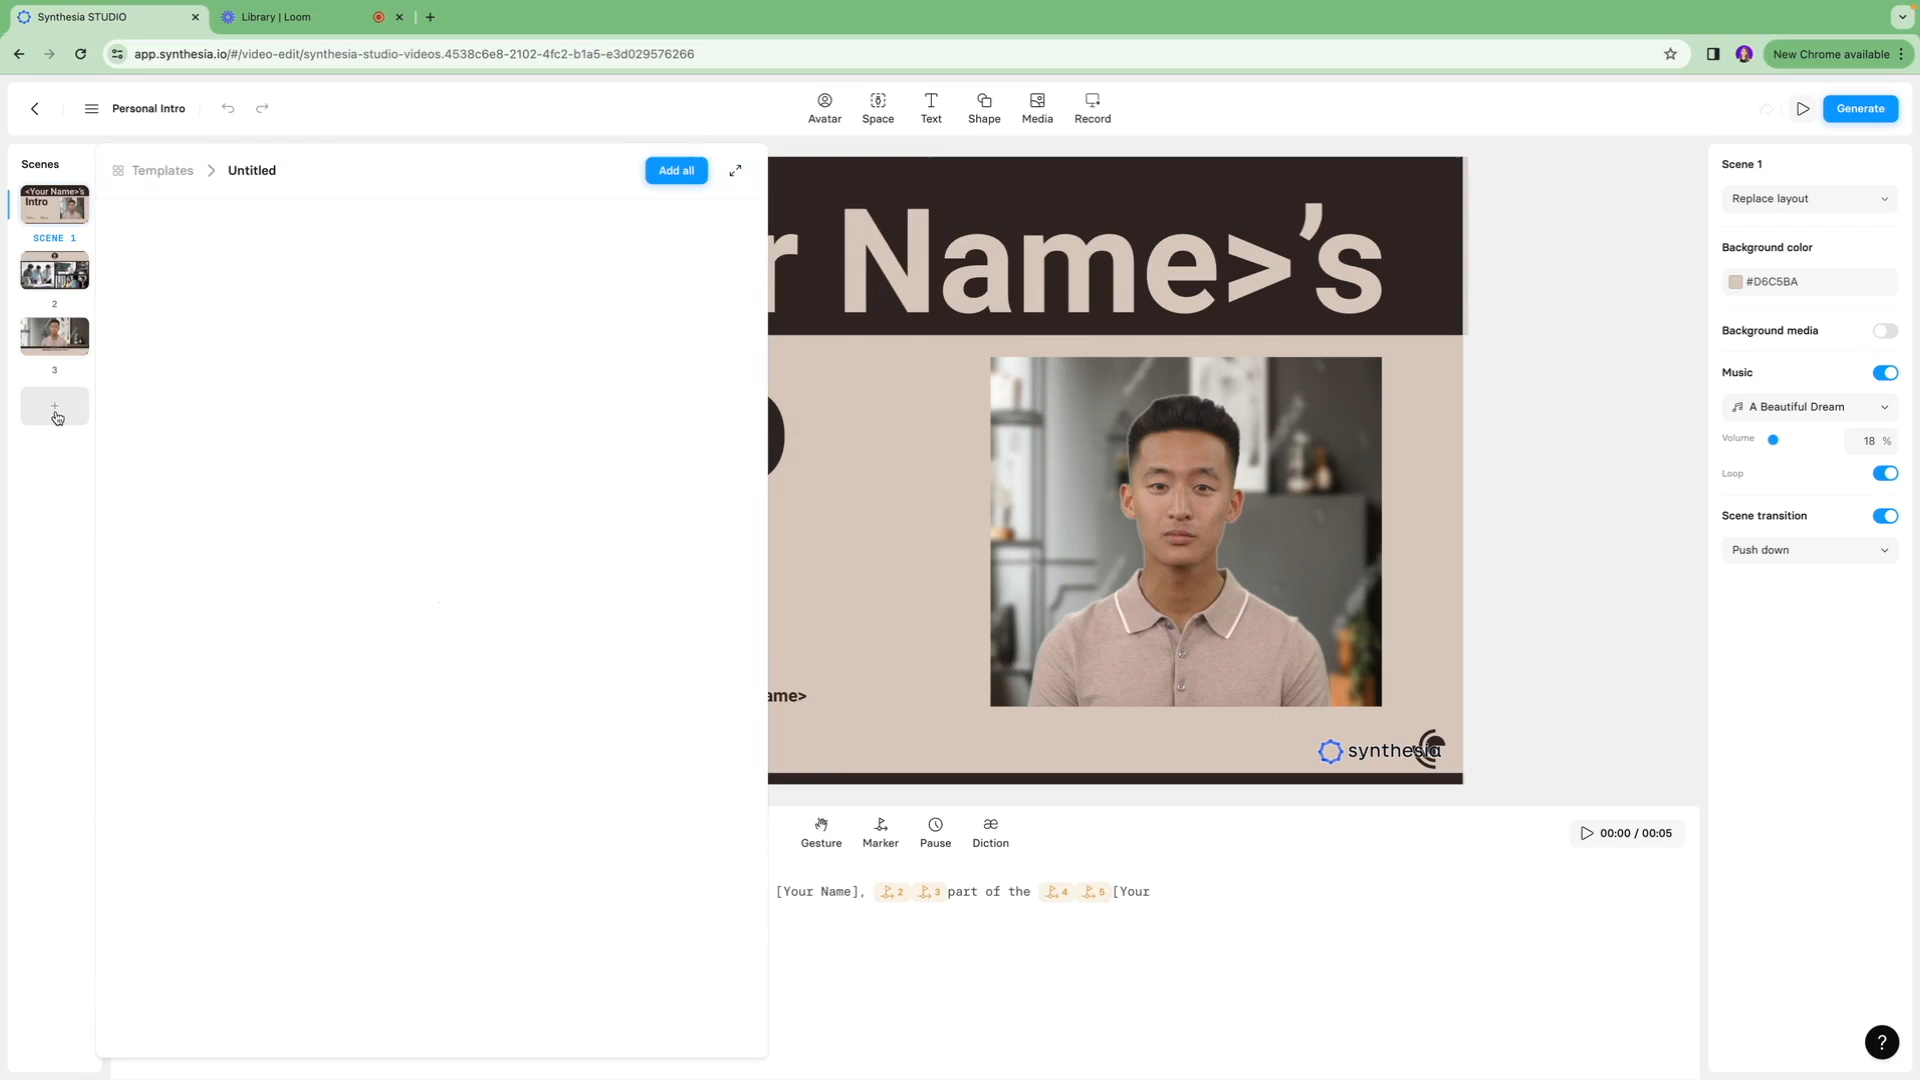 Synthesia STUDIO
Library | Loom
app.synthesia.io/#/video-edit/synthesia-studio-videos.4538c6e8-2102-4fc2-b1a5-e3d029576266
New Chrome available
Personal Intro
Avatar
Space
Text
Shape
Media
Record
Generate
Scenes
<Your Name>'s
Intro
SCENE 1
2
3
Templates > Untitled
Add all
r Name>’s
o
ame>
synthesia
Gesture
Marker
Pause
Diction
00:00 / 00:05
[Your Name], 2 3 part of the 4 5 [Your
Scene 1
Replace layout
Background color
#D6C5BA
Background media
Music
A Beautiful Dream
Volume
18 %
Loop
Scene transition
Push down
?